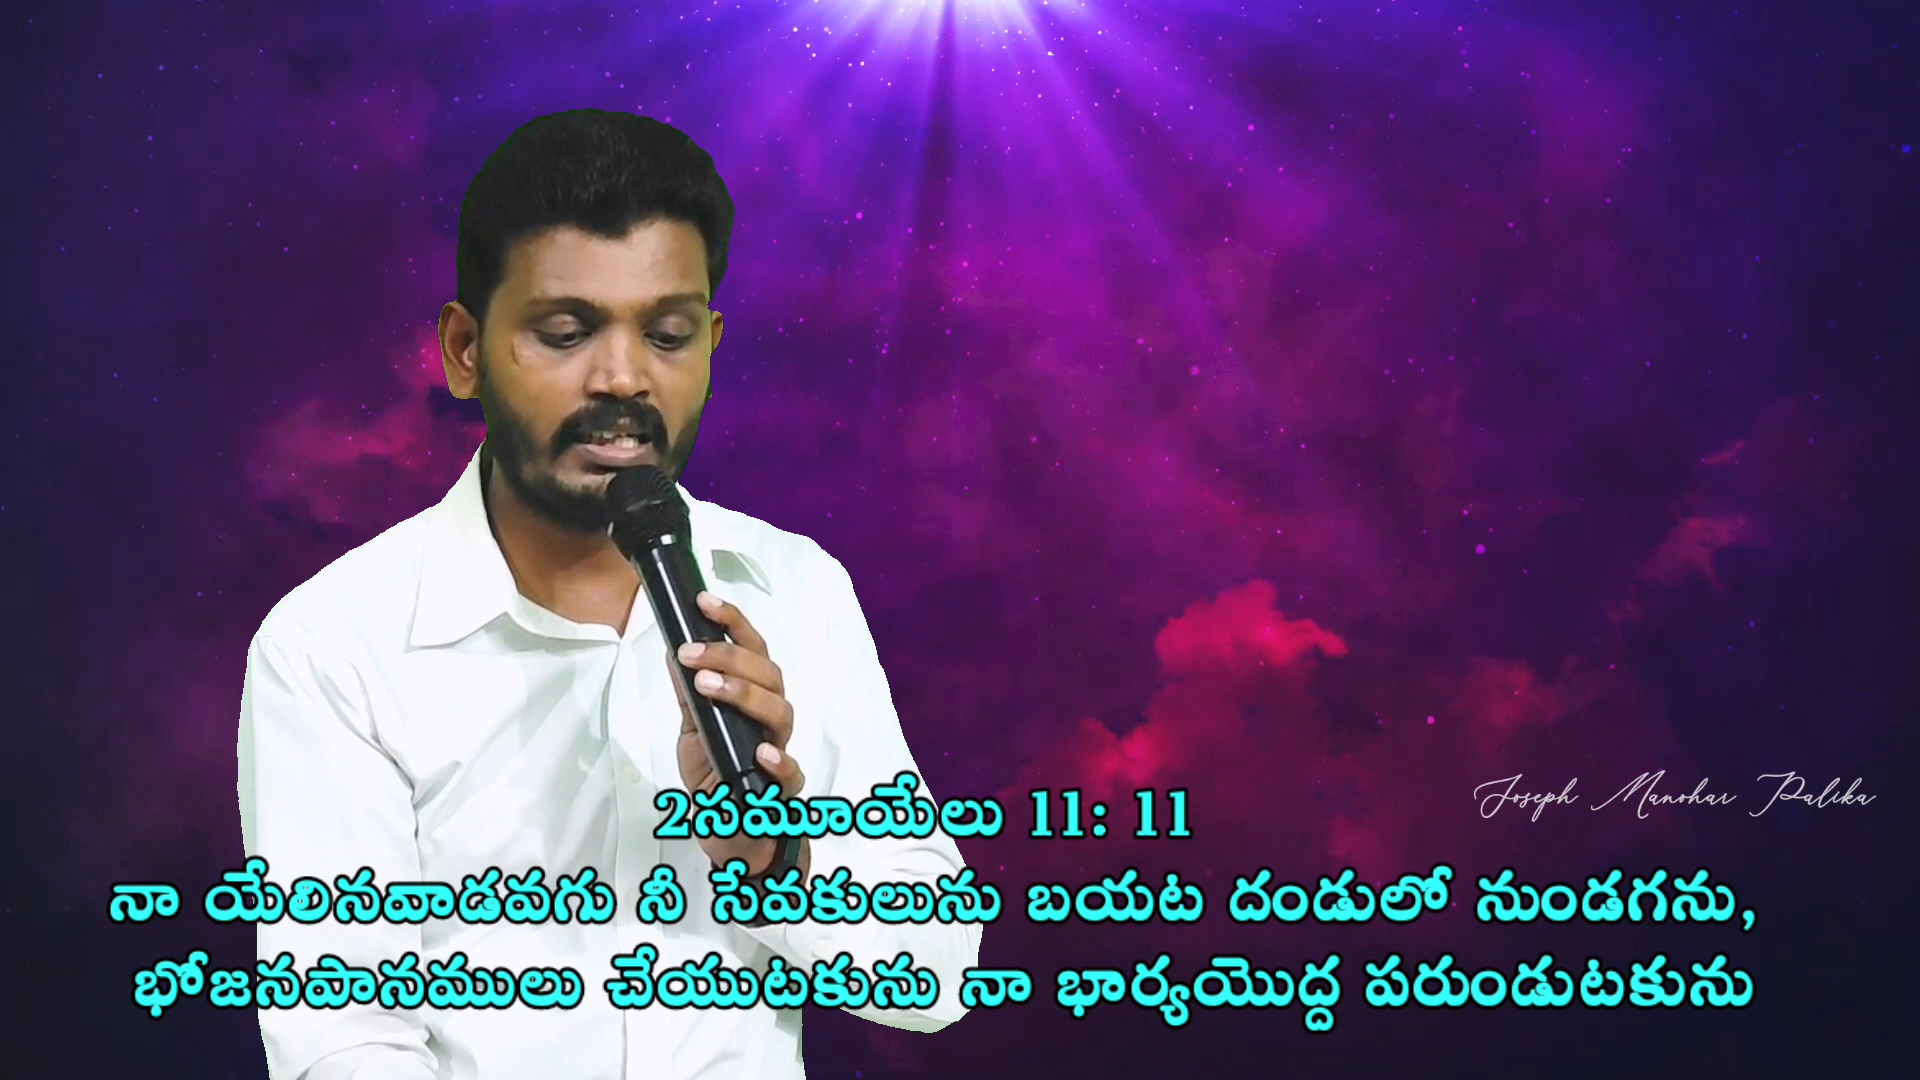 2సమూయేలు 11: 11
నా యేలినవాడవగు నీ సేవకులును బయట దండులో నుండగను,
భోజనపానములు చేయుటకును నా భార్యయొద్ద పరుండుటకును
Joseph Manohar Palika